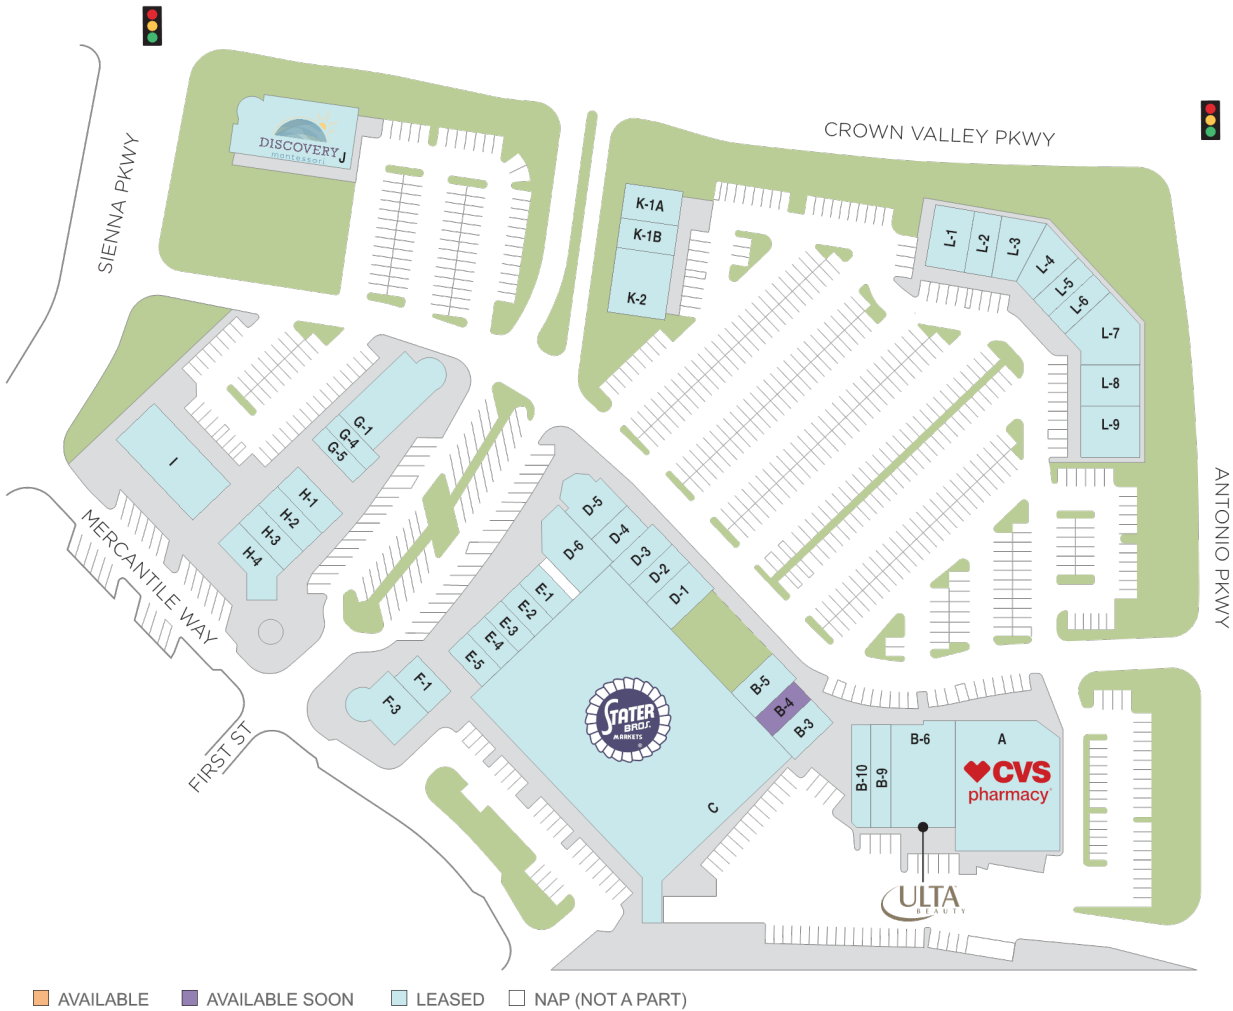 CROWN VALLEY PKWY
SIENNA PKWY
DISCOVERY
montessori
J
K-1A
K-1B
K-2
L-1
L-2
L-3
L-4
L-5
L-6
L-7
L-8
L-9
ANTONIO PKWY
G-1
G-4
G-5
I
H-1
H-2
H-3
H-4
MERCANTILE WAY
FIRST ST
D-5
D-4
D-3
D-2
D-1
D-6
E-1
E-2
E-3
E-4
E-5
F-1
F-3
STATER
BROS.
MARKETS
C
B-5
B-4
B-3
B-10
B-9
B-6
A
CVS
pharmacy
ULTA
BEAUTY
AVAILABLE
AVAILABLE SOON
LEASED
NAP (NOT A PART)